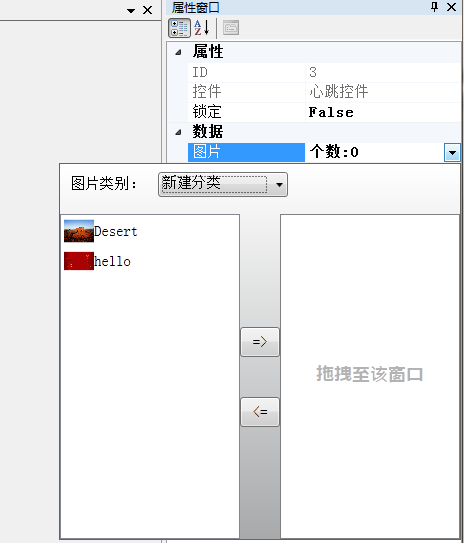 属性窗口
A
Z
属性
ID 3
控件 心跳控件
锁定 False
数据
图片 个数:0
图片类别： 新建分类
Desert
hello
=>
<=
拖拽至该窗口